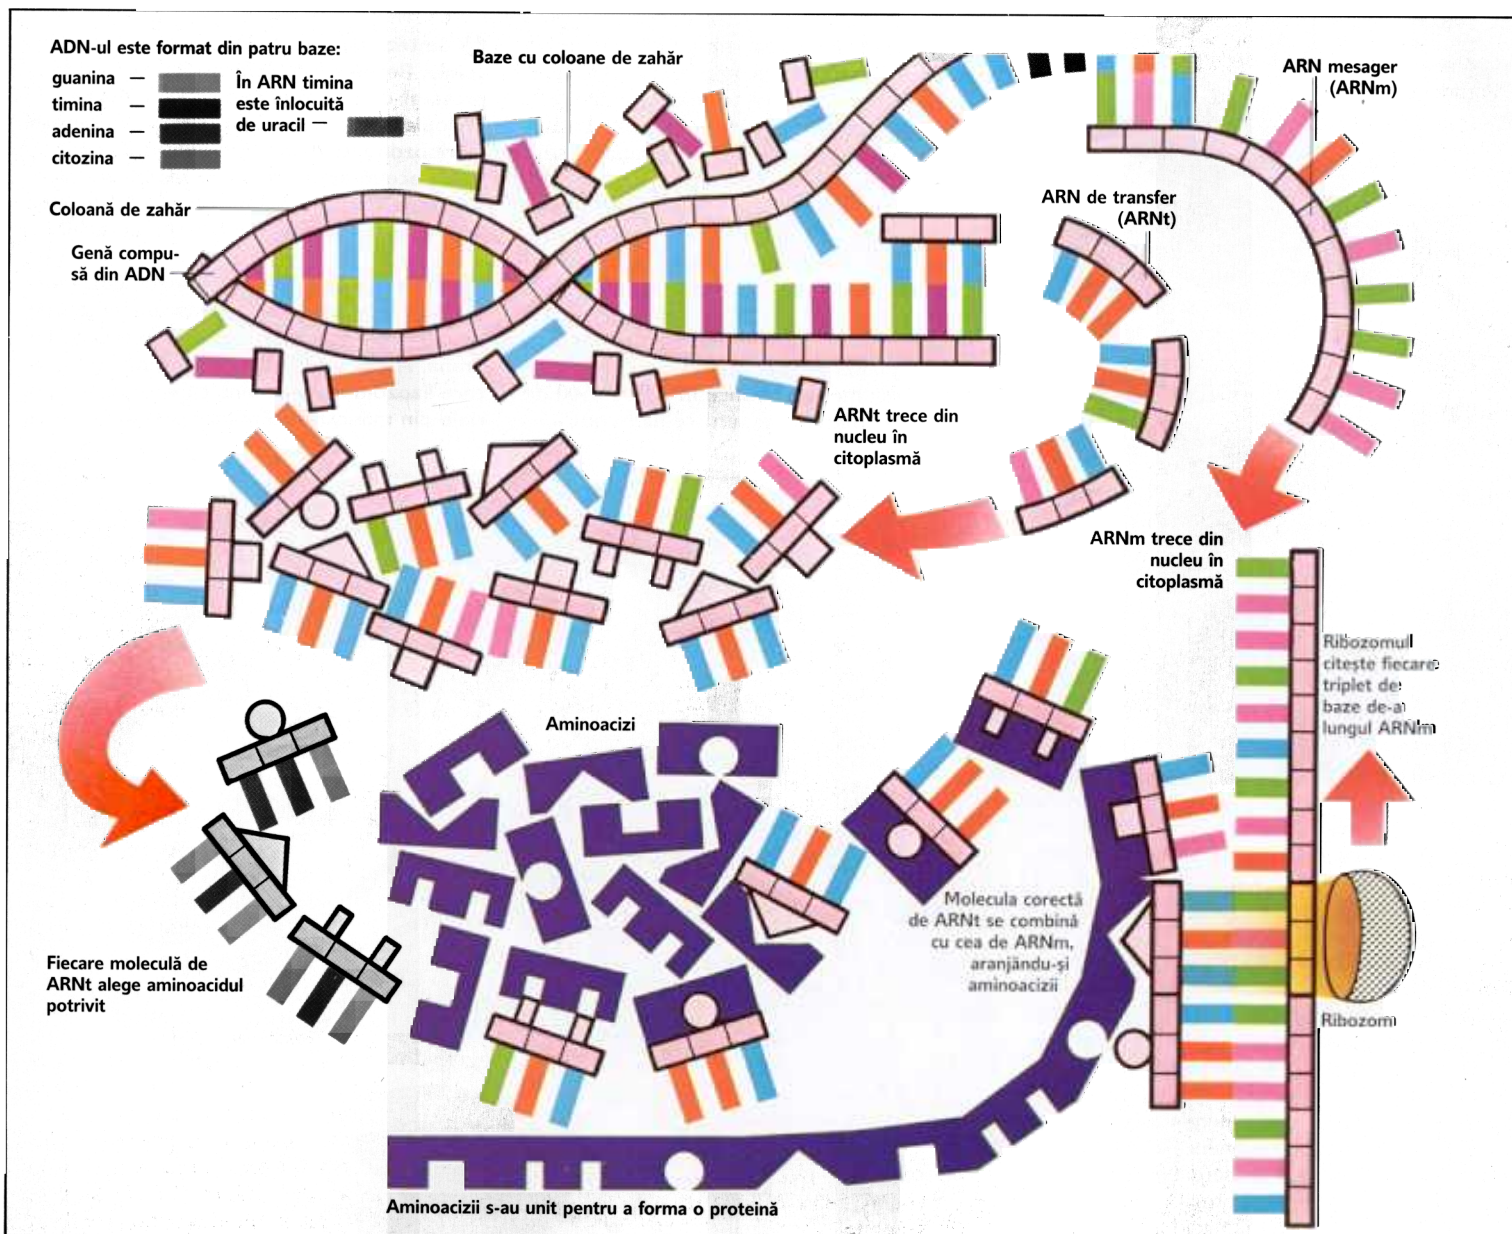 ADN-ul este format din patru baze:
guanina —
timina —
adenina —
citozina —
În ARN timina
este înlocuită
de uracil —
Baze cu coloane de zahăr
ARN mesager
(ARNm)
Coloană de zahăr
ARN de transfer
(ARNt)
Genă compu-
să din ADN
ARNt trece din
nucleu în
citoplasmă
ARNm trece din
nucleu în
citoplasmă
Ribozomul
citește fiecare
triplet de
baze de-a
lungul ARNm
Aminoacizi
Molecula corectă
de ARNt se combină
cu cea de ARNm,
aranjându-și
aminoacizii
Fiecare moleculă de
ARNt alege aminoacidul
potrivit
Ribozom
Aminoacizii s-au unit pentru a forma o proteină